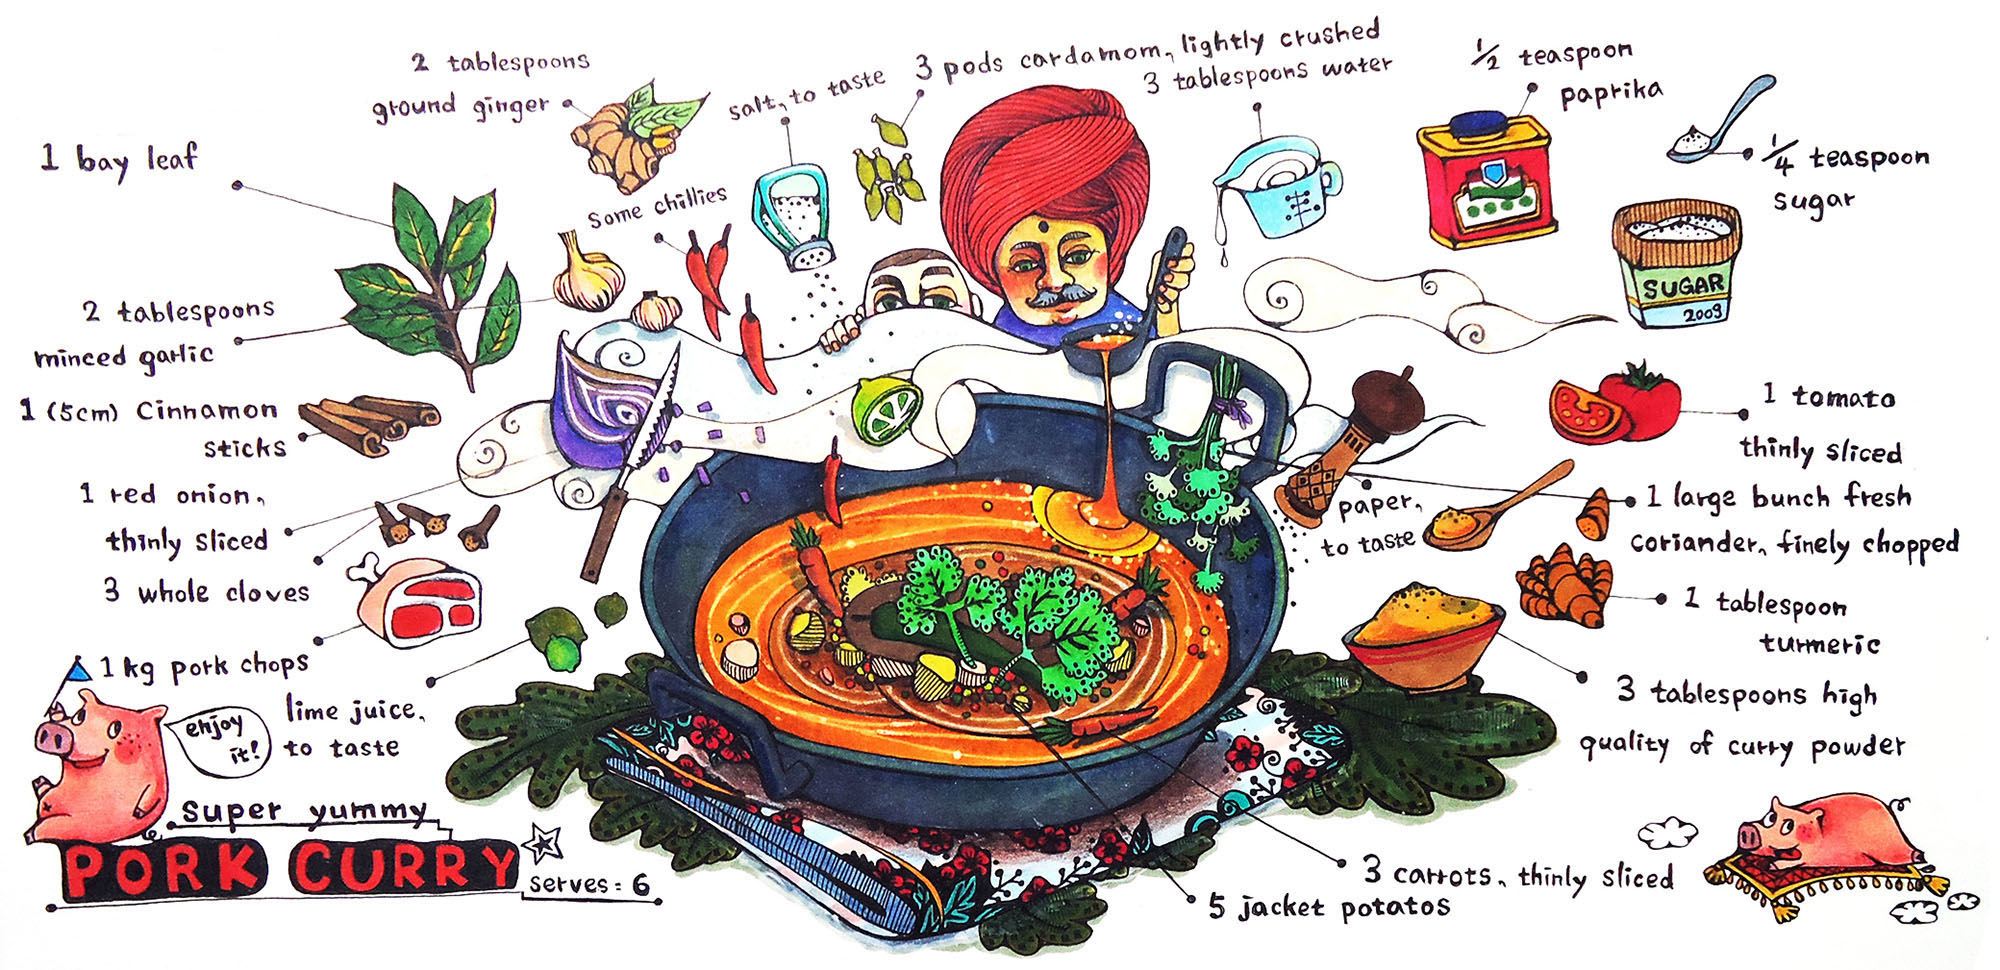 2 tablespoons
ground ginger
salt, to taste
3 pods cardamom, lightly crushed
3 tablespoons water
1/2 teaspoon
paprika
1/4 teaspoon
sugar
SUGAR
2009
1 bay leaf
some chillies
2 tablespoons
minced garlic
1 (5cm) Cinnamon
sticks
1 red onion,
thinly sliced
3 whole cloves
1 kg pork chops
lime juice,
to taste
1 tomato
thinly sliced
1 large bunch fresh
coriander, finely chopped
paper,
to taste
1 tablespoon
turmeric
3 tablespoons high
quality of curry powder
3 carrots, thinly sliced
5 jacket potatos
enjoy
it!
super yummy
PORK CURRY
serves: 6